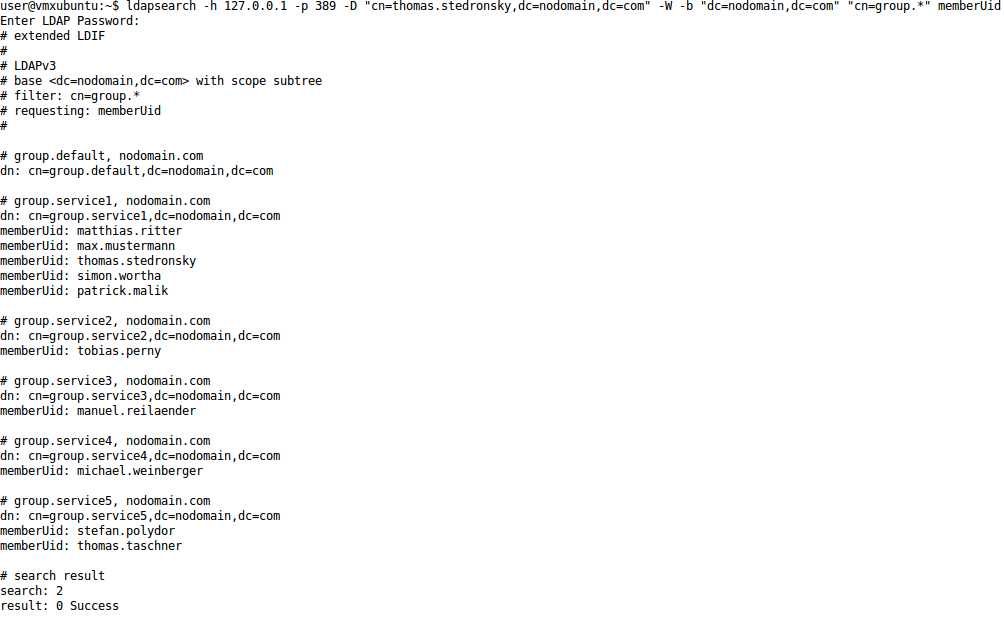 user@vmxubuntu:~$ ldapsearch -h 127.0.0.1 -p 389 -D "cn=thomas.stedronsky,dc=nodomain,dc=com" -W -b "dc=nodomain,dc=com" "cn=group.*" memberUid
Enter LDAP Password:
# extended LDIF
#
# LDAPv3
# base <dc=nodomain,dc=com> with scope subtree
# filter: cn=group.*
# requesting: memberUid
#
# group.default, nodomain.com
dn: cn=group.default,dc=nodomain,dc=com
# group.service1, nodomain.com
dn: cn=group.service1,dc=nodomain,dc=com
memberUid: matthias.ritter
memberUid: max.mustermann
memberUid: thomas.stedronsky
memberUid: simon.wortha
memberUid: patrick.malik
# group.service2, nodomain.com
dn: cn=group.service2,dc=nodomain,dc=com
memberUid: tobias.perny
# group.service3, nodomain.com
dn: cn=group.service3,dc=nodomain,dc=com
memberUid: manuel.reilaender
# group.service4, nodomain.com
dn: cn=group.service4,dc=nodomain,dc=com
memberUid: michael.weinberger
# group.service5, nodomain.com
dn: cn=group.service5,dc=nodomain,dc=com
memberUid: stefan.polydor
memberUid: thomas.taschner
# search result
search: 2
result: 0 Success